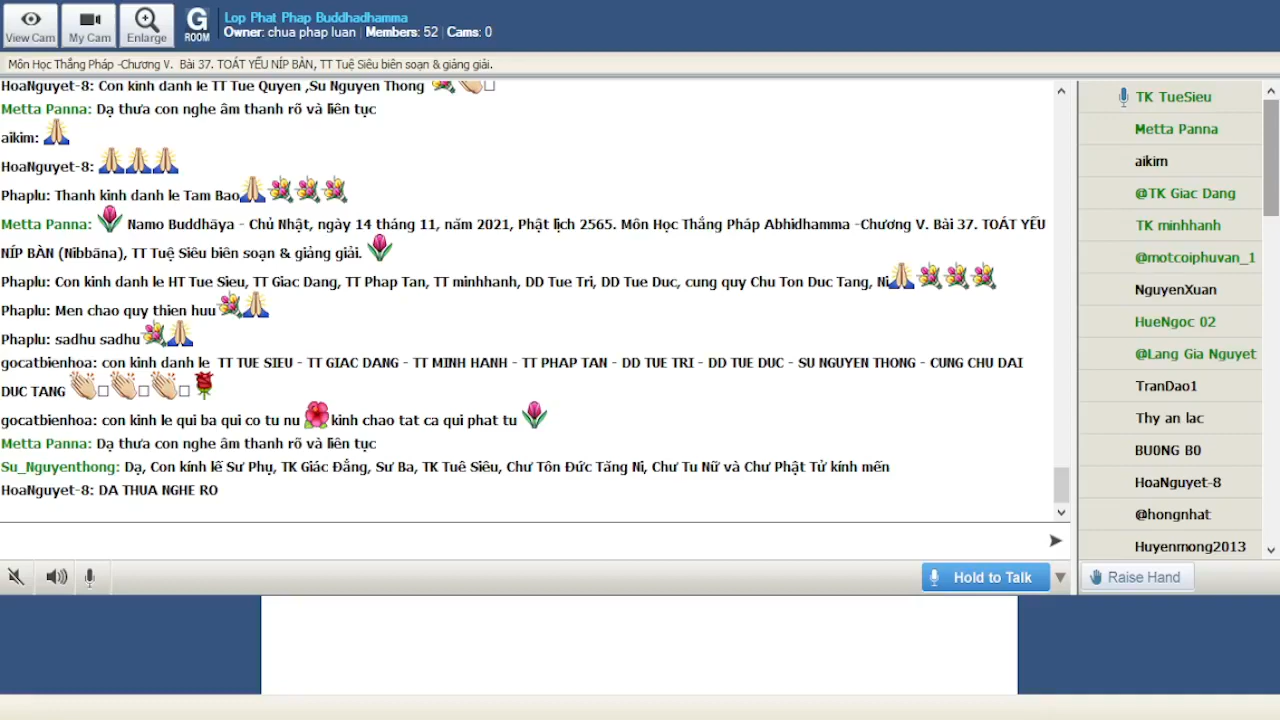 View Cam
My Cam
Enlarge
G
ROOM
Lop Phat Phap Buddhadhamma
Owner: chua phap luan | Members: 52 | Cams: 0
Môn Học Thắng Pháp -Chương V. Bài 37. TOÁT YẾU NÍP BÀN, TT Tuệ Siêu biên soạn & giảng giải.
HoaNguyet-8: Con kinh danh le TT Tue Quyen ,Su Nguyen Thong
Metta Panna: Dạ thưa con nghe âm thanh rõ và liên tục
aikim:
HoaNguyet-8:
Phaplu: Thanh kinh danh le Tam Bao
Metta Panna: Namo Buddhāya - Chủ Nhật, ngày 14 tháng 11, năm 2021, Phật lịch 2565. Môn Học Thắng Pháp Abhidhamma -Chương V. Bài 37. TOÁT YẾU
NÍP BÀN (Nibbāna), TT Tuệ Siêu biên soạn & giảng giải.
Phaplu: Con kinh danh le HT Tue Sieu, TT Giac Dang, TT Phap Tan, TT minhhanh, DD Tue Tri, DD Tue Duc, cung quy Chu Ton Duc Tang, Ni
Phaplu: Men chao quy thien huu
Phaplu: sadhu sadhu
gocatbienhoa: con kinh danh le TT TUE SIEU - TT GIAC DANG - TT MINH HANH - TT PHAP TAN - DD TUE TRI - DD TUE DUC - SU NGUYEN THONG - CUNG CHU DAI
DUC TANG
gocatbienhoa: con kinh le qui ba qui co tu nu kinh chao tat ca qui phat tu
Metta Panna: Dạ thưa con nghe âm thanh rõ và liên tục
Su_Nguyenthong: Dạ, Con kính lễ Sư Phụ, TK Giác Đẳng, Sư Ba, TK Tuê Siêu, Chư Tôn Đức Tăng Ni, Chư Tu Nữ và Chư Phật Tử kính mến
HoaNguyet-8: DA THUA NGHE RO
Hold to Talk
TK TueSieu
Metta Panna
aikim
@TK Giac Dang
TK minhhanh
@motcoiphuvan_1
NguyenXuan
HueNgoc 02
@Lang Gia Nguyet
TranDao1
Thy an lac
BU0NG B0
HoaNguyet-8
@hongnhat
Huyenmong2013
Raise Hand